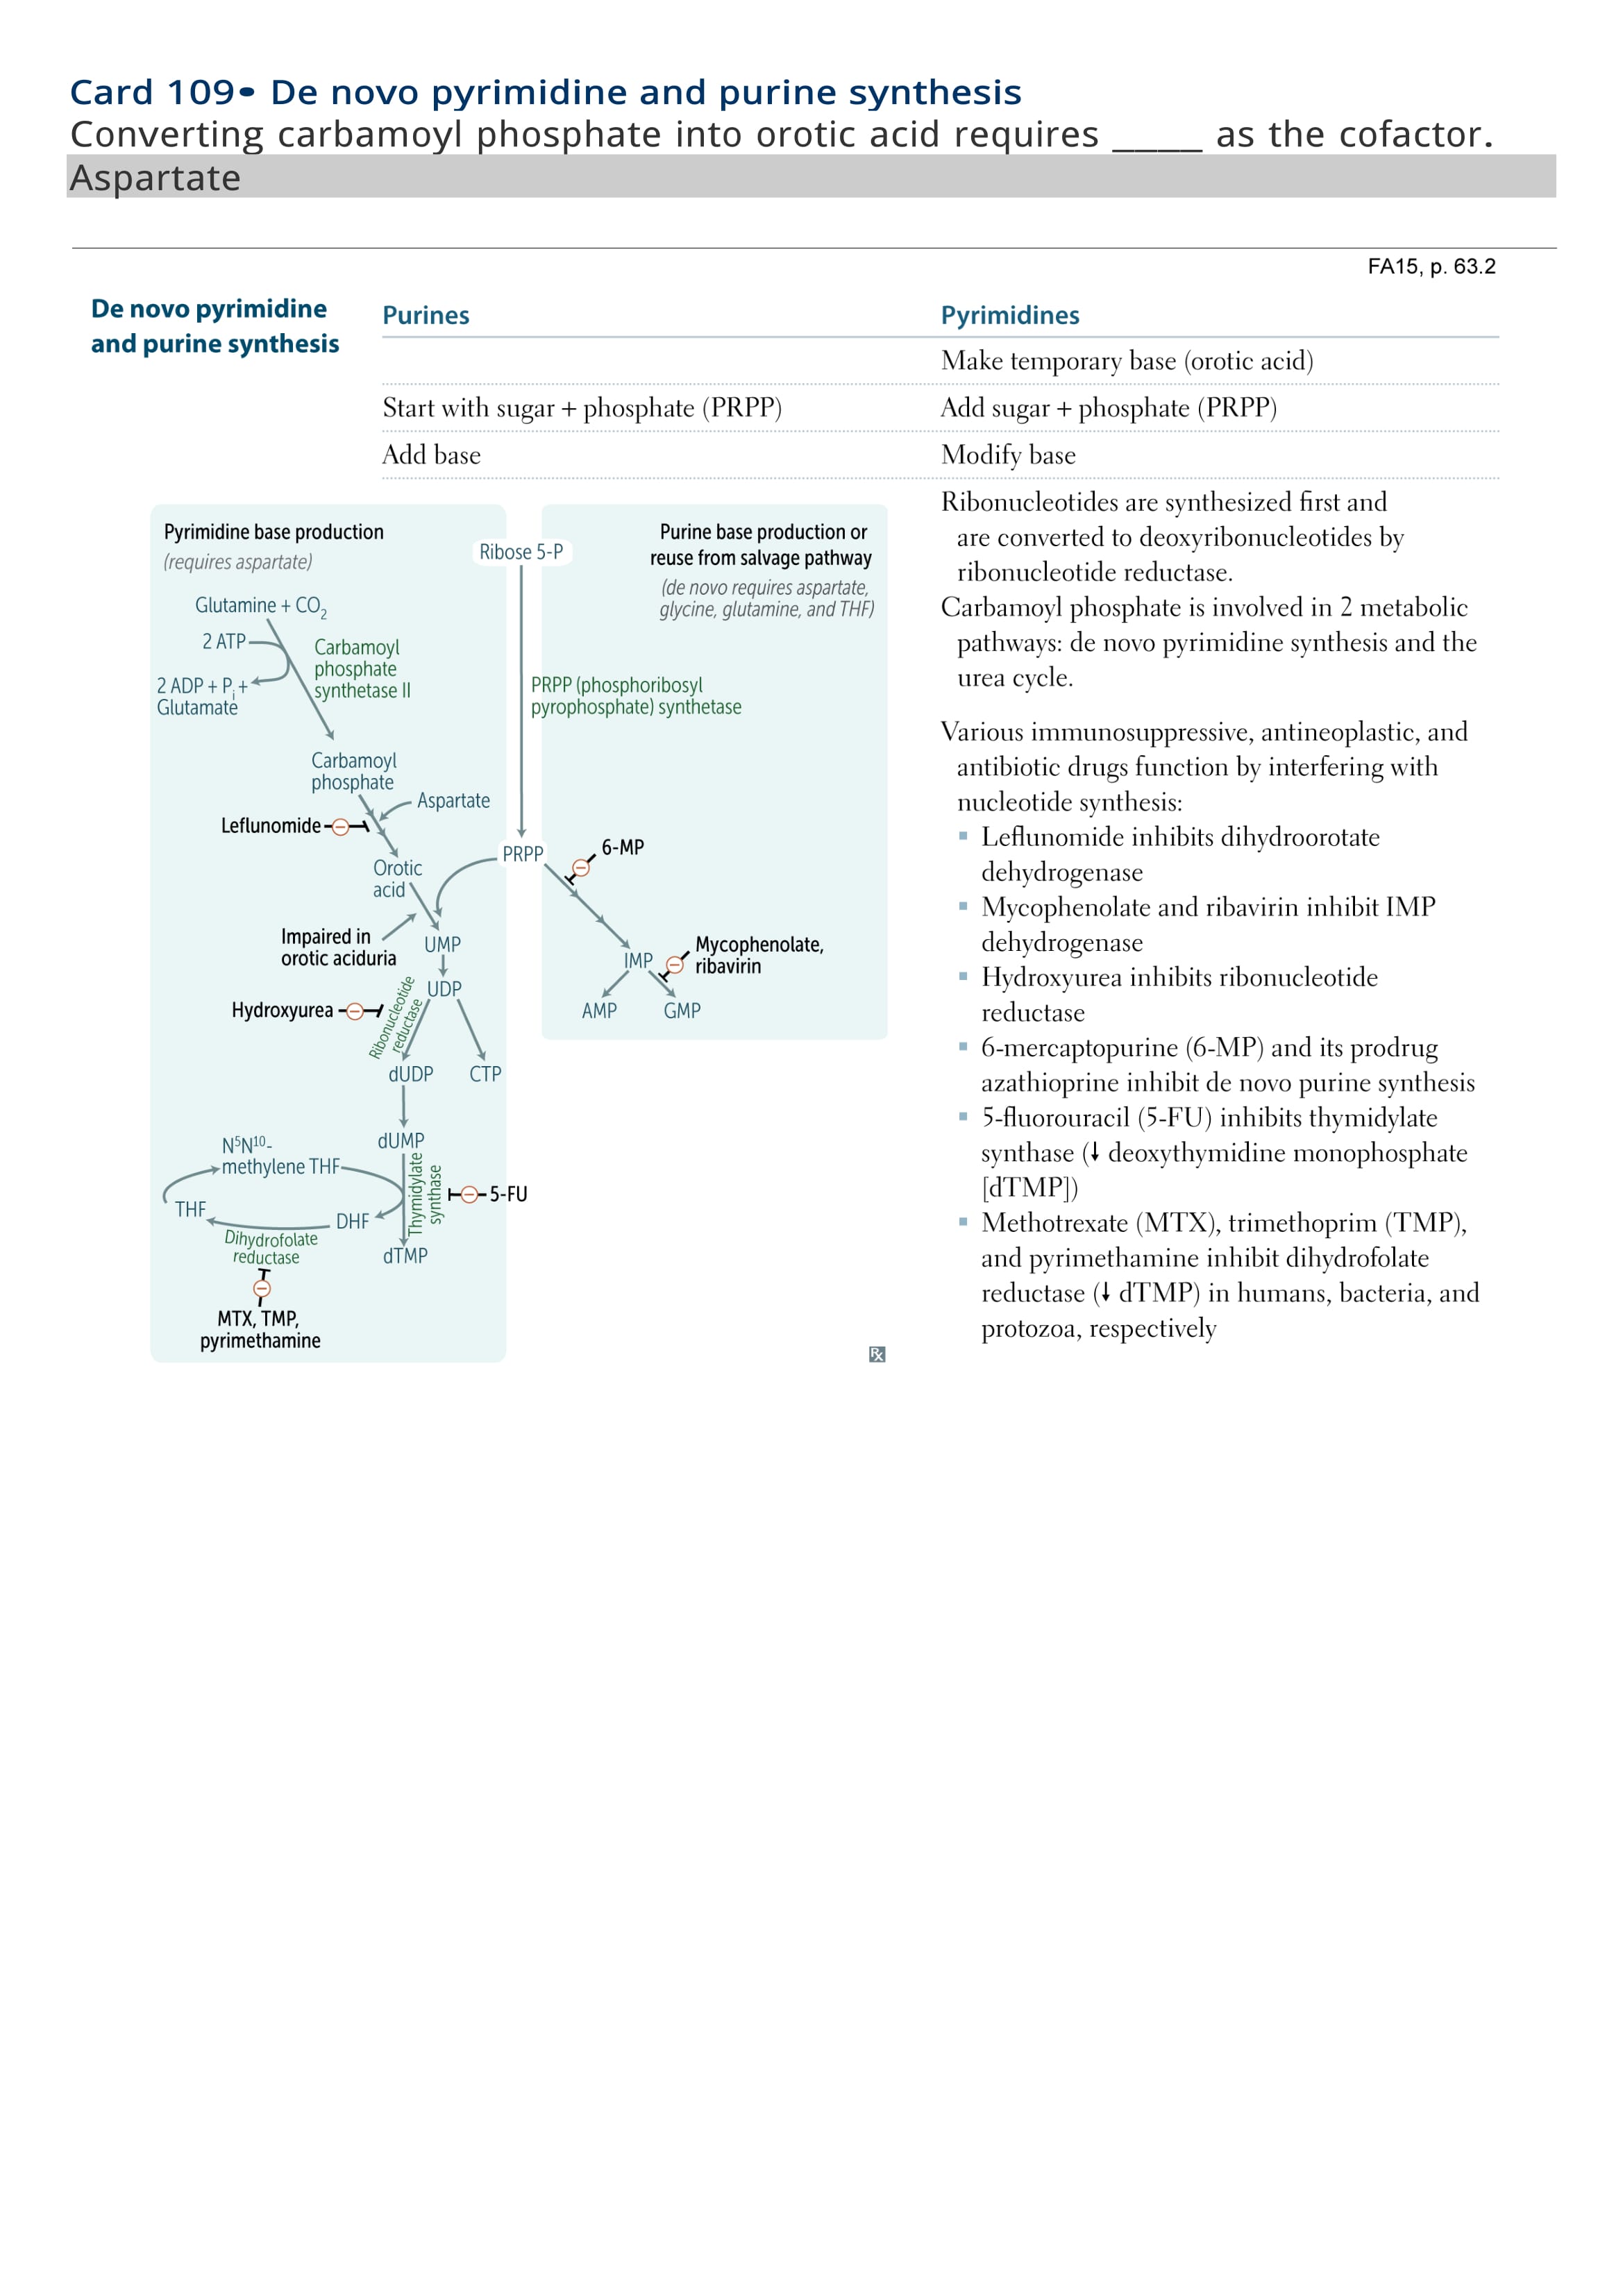 Card 109• De novo pyrimidine and purine synthesis
Converting carbamoyl phosphate into orotic acid requires ____ as the cofactor.
Aspartate
FA15, p. 63.2
De novo pyrimidine
and purine synthesis
Purines
Pyrimidines
Make temporary base (orotic acid)
Start with sugar + phosphate (PRPP)
Add sugar + phosphate (PRPP)
Add base
Modify base
Pyrimidine base production
(requires aspartate)
Glutamine + CO2
2 ATP
Carbamoyl
phosphate
synthetase II
2 ADP + Pi +
Glutamate
Carbamoyl
phosphate
Aspartate
Leflunomide
Orotic
acid
Impaired in
orotic aciduria
UMP
UDP
Hydroxyurea
Ribonucleotide
reductase
dUDP
CTP
dUMP
N5N10-
methylene THF
THF
DHF
Thymidylate
synthase
5-FU
Dihydrofolate
reductase
dTMP
MTX, TMP,
pyrimethamine
Ribose 5-P
Purine base production or
reuse from salvage pathway
(de novo requires aspartate,
glycine, glutamine, and THF)
PRPP (phosphoribosyl
pyrophosphate) synthetase
PRPP
6-MP
IMP
Mycophenolate,
ribavirin
AMP
GMP
Rx
Ribonucleotides are synthesized first and
are converted to deoxyribonucleotides by
ribonucleotide reductase.
Carbamoyl phosphate is involved in 2 metabolic
pathways: de novo pyrimidine synthesis and the
urea cycle.
Various immunosuppressive, antineoplastic, and
antibiotic drugs function by interfering with
nucleotide synthesis:
▪ Leflunomide inhibits dihydroorotate
dehydrogenase
▪ Mycophenolate and ribavirin inhibit IMP
dehydrogenase
▪ Hydroxyurea inhibits ribonucleotide
reductase
▪ 6-mercaptopurine (6-MP) and its prodrug
azathioprine inhibit de novo purine synthesis
▪ 5-fluorouracil (5-FU) inhibits thymidylate
synthase (↓ deoxythymidine monophosphate
[dTMP])
▪ Methotrexate (MTX), trimethoprim (TMP),
and pyrimethamine inhibit dihydrofolate
reductase (↓ dTMP) in humans, bacteria, and
protozoa, respectively